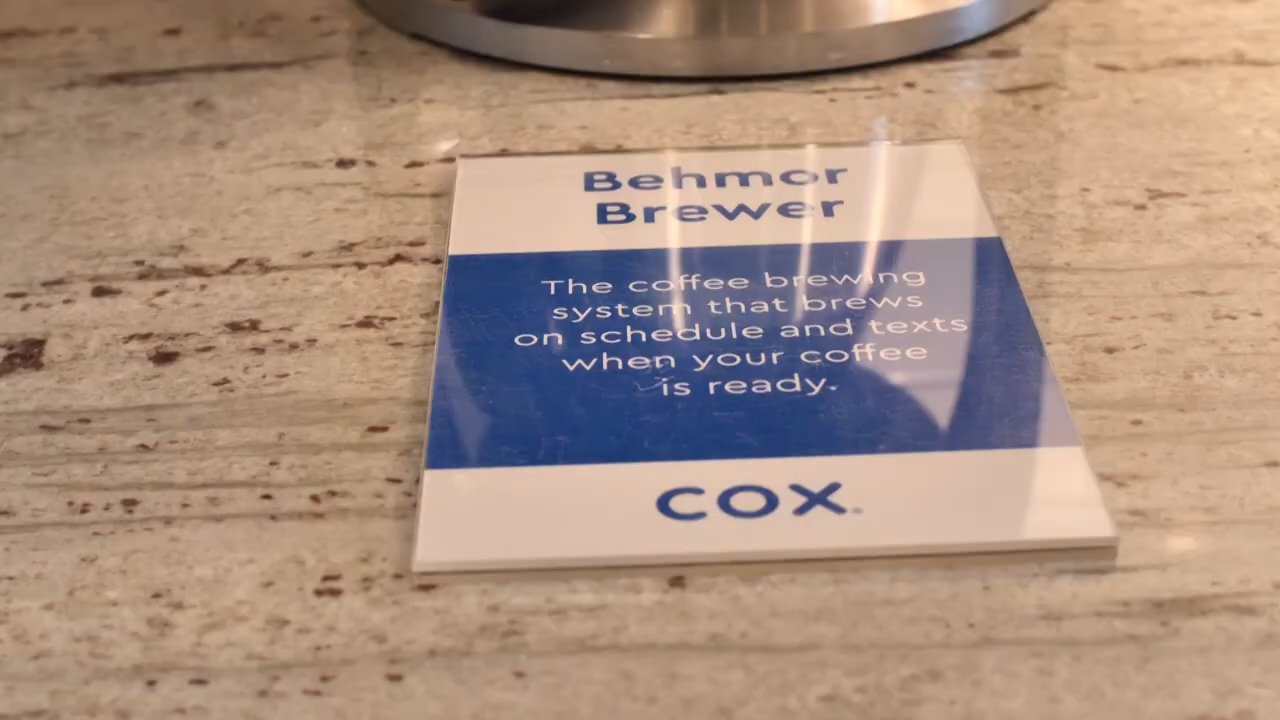 Behmor
Brewer
The coffee brewing
system that brews
on schedule and texts
when your coffee
is ready.
COX